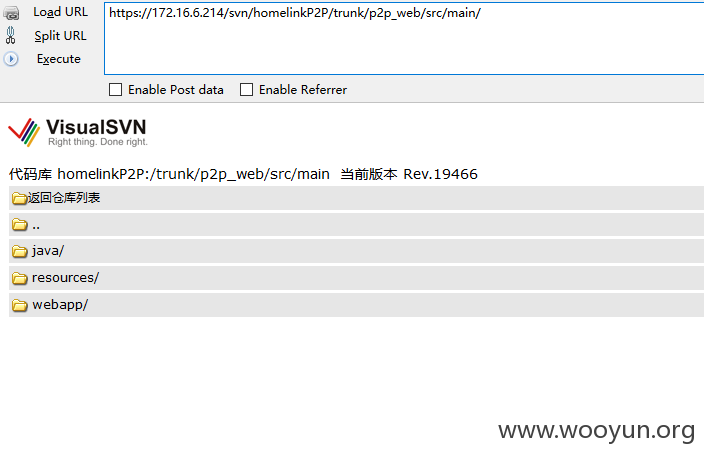 Load URL
https://172.16.6.214/svn/homelinkP2P/trunk/p2p_web/src/main/
Split URL
Execute
Enable Post data Enable Referrer
VisualSVN
Right thing. Done right.
代码库 homelinkP2P:/trunk/p2p_web/src/main 当前版本 Rev.19466
返回仓库列表
..
java/
resources/
webapp/
www.wooyun.org